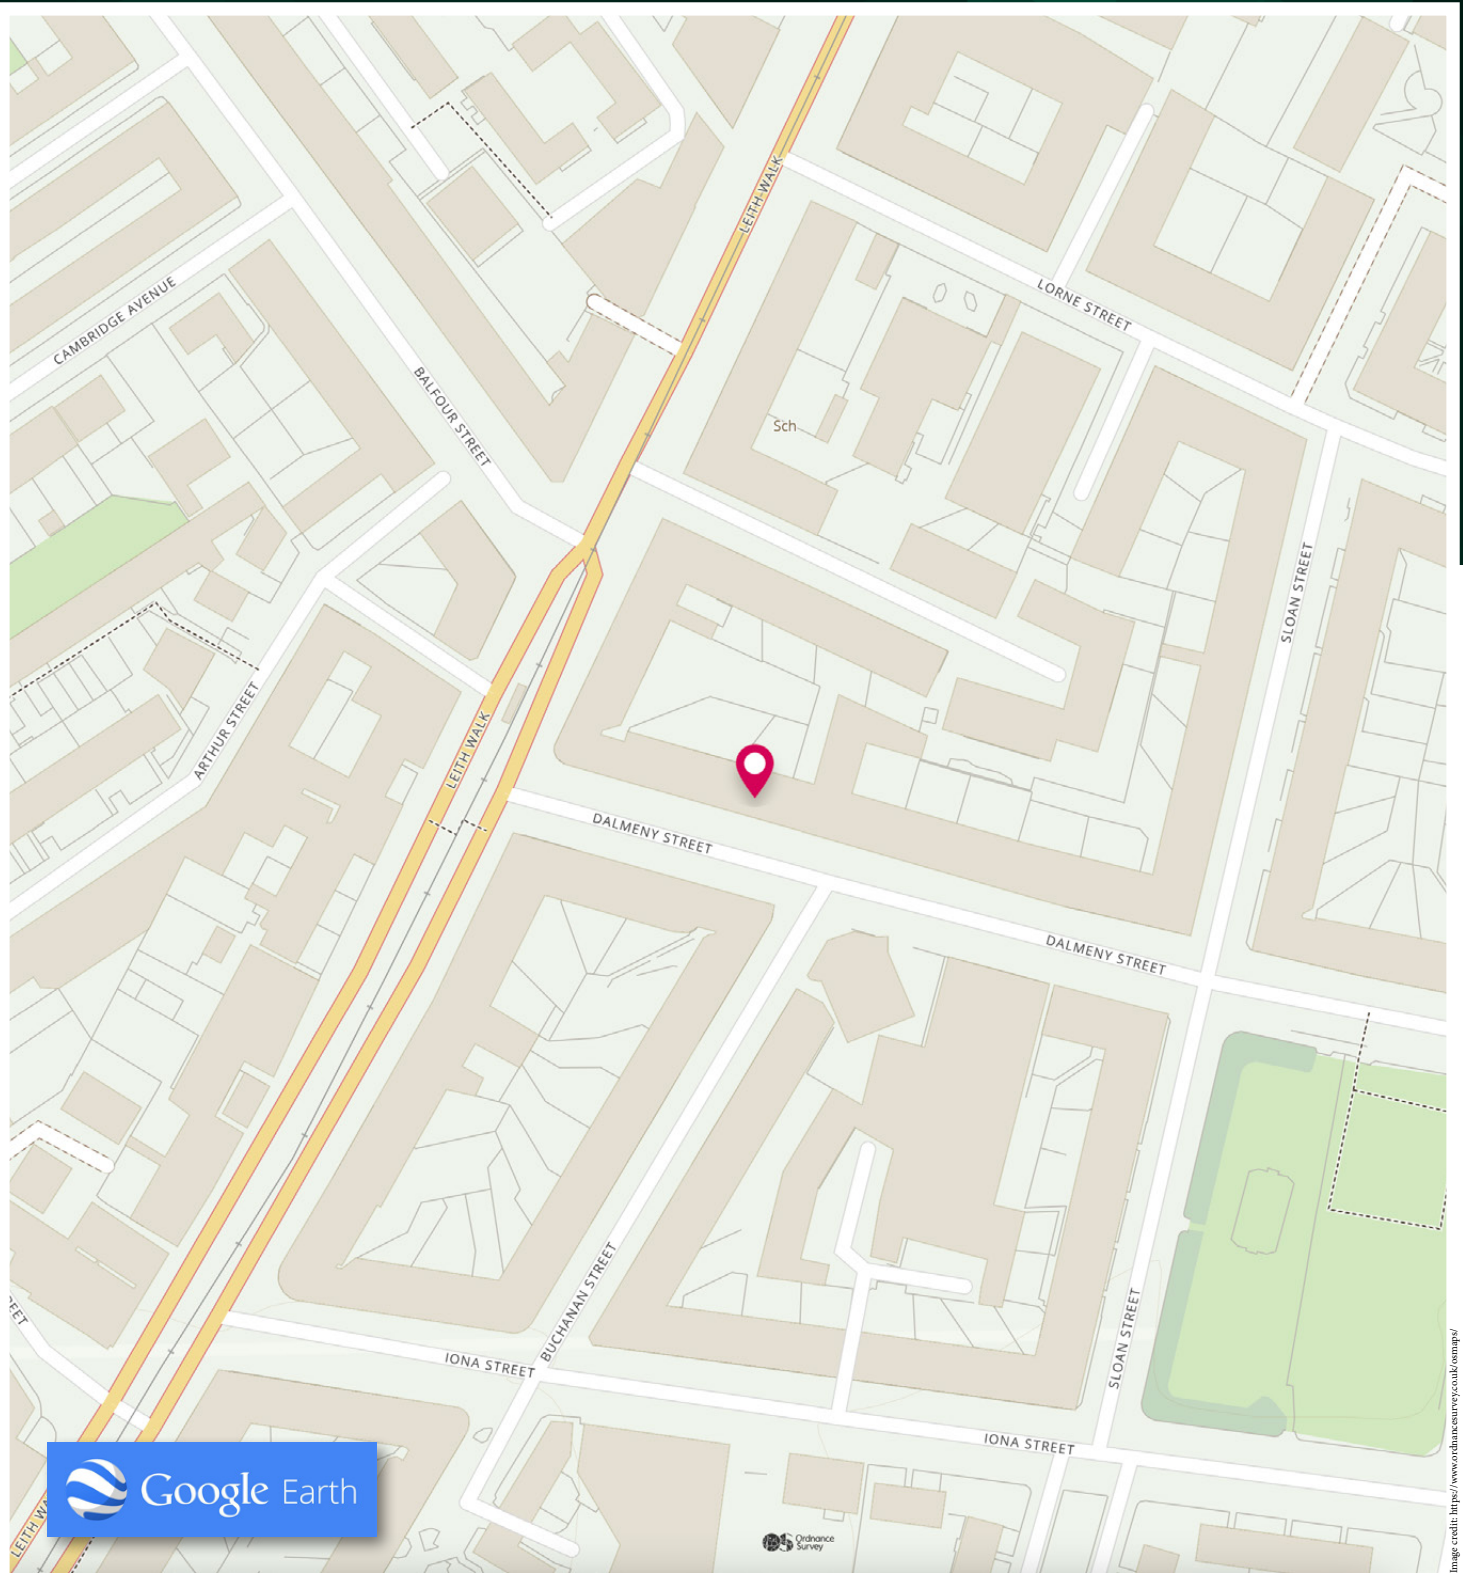 LEITH WALK
LORNE STREET
CAMBRIDGE AVENUE
BALFOUR STREET
Sch
SLOAN STREET
ARTHUR STREET
LEITH WALK
DALMENY STREET
DALMENY STREET
BUCHANAN STREET
SLOAN STREET
IONA STREET
IONA STREET
LEITH WA
Google Earth
Ordnance
Survey
Image credit: https://www.ordnancesurvey.co.uk/osmaps/